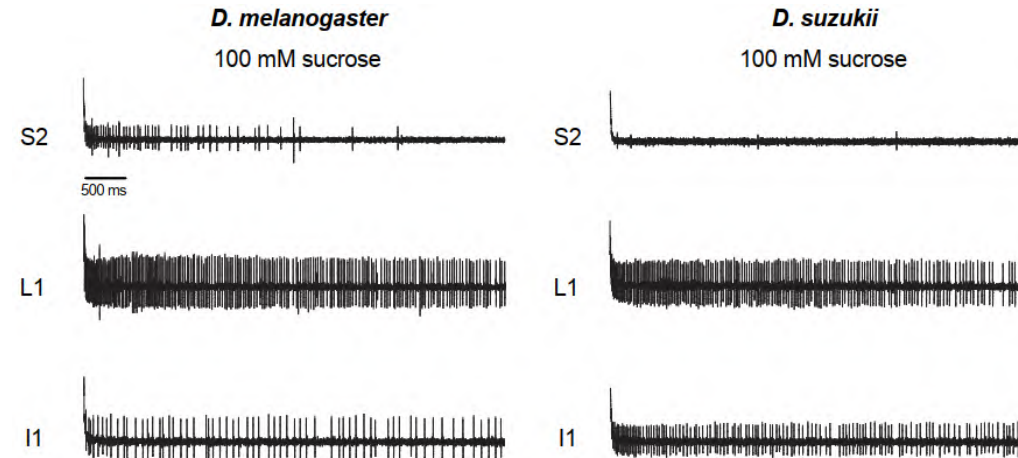 D. melanogaster
100 mM sucrose
S2
500 ms
L1
I1
D. suzukii
100 mM sucrose
S2
L1
I1